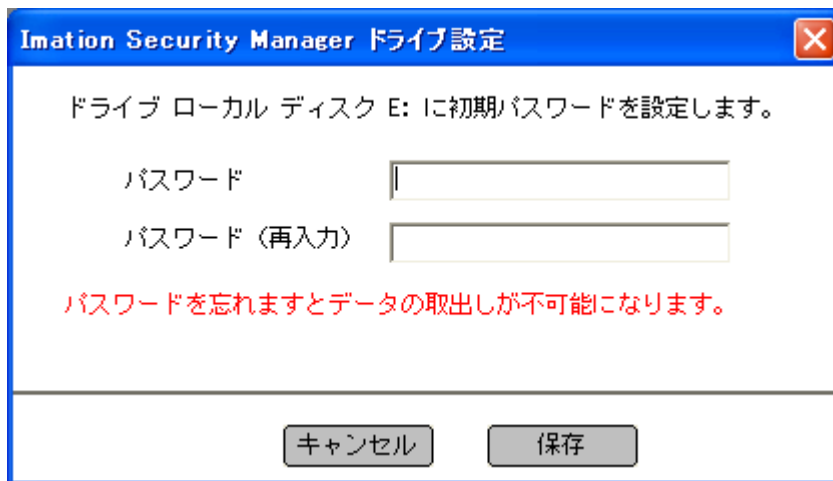 Imation Security Manager ドライブ設定
ドライブ ローカル ディスク E: に初期パスワードを設定します。
パスワード
パスワード（再入力）
パスワードを忘れますとデータの取出しが不可能になります。
キャンセル 保存